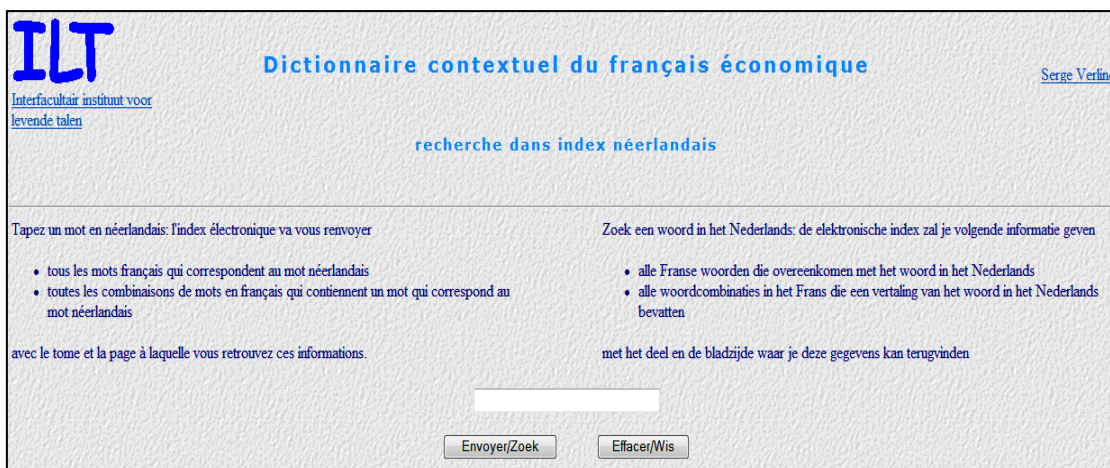 ILT
Interfacultair instituut voor
levende talen
Dictionnaire contextuel du français économique
Serge Verlin
recherche dans index néerlandais
Tapez un mot en néerlandais: l'index électronique va vous renvoyer
• tous les mots français qui correspondent au mot néerlandais
• toutes les combinaisons de mots en français qui contiennent un mot qui correspond au
mot néerlandais
avec le tome et la page à laquelle vous retrouvez ces informations.
Zoek een woord in het Nederlands: de elektronische index zal je volgende informatie geven
• alle Franse woorden die overeenkomen met het woord in het Nederlands
• alle woordcombinaties in het Frans die een vertaling van het woord in het Nederlands
bevatten
met het deel en de bladzijde waar je deze gegevens kan terugvinden
Envoyer/Zoek
Effacer/Wis